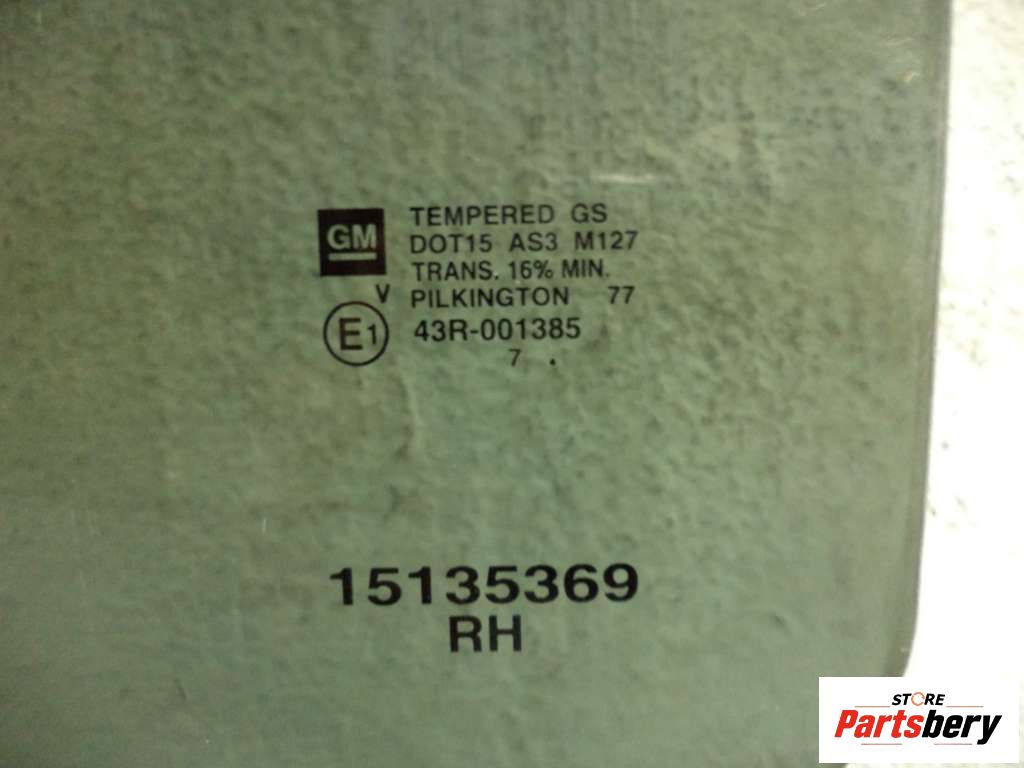 GM
TEMPERED GS
DOT15 AS3 M127
TRANS. 16% MIN.
V PILKINGTON 77
E1 43R-001385
7 .
15135369
RH
STORE
Partsbery